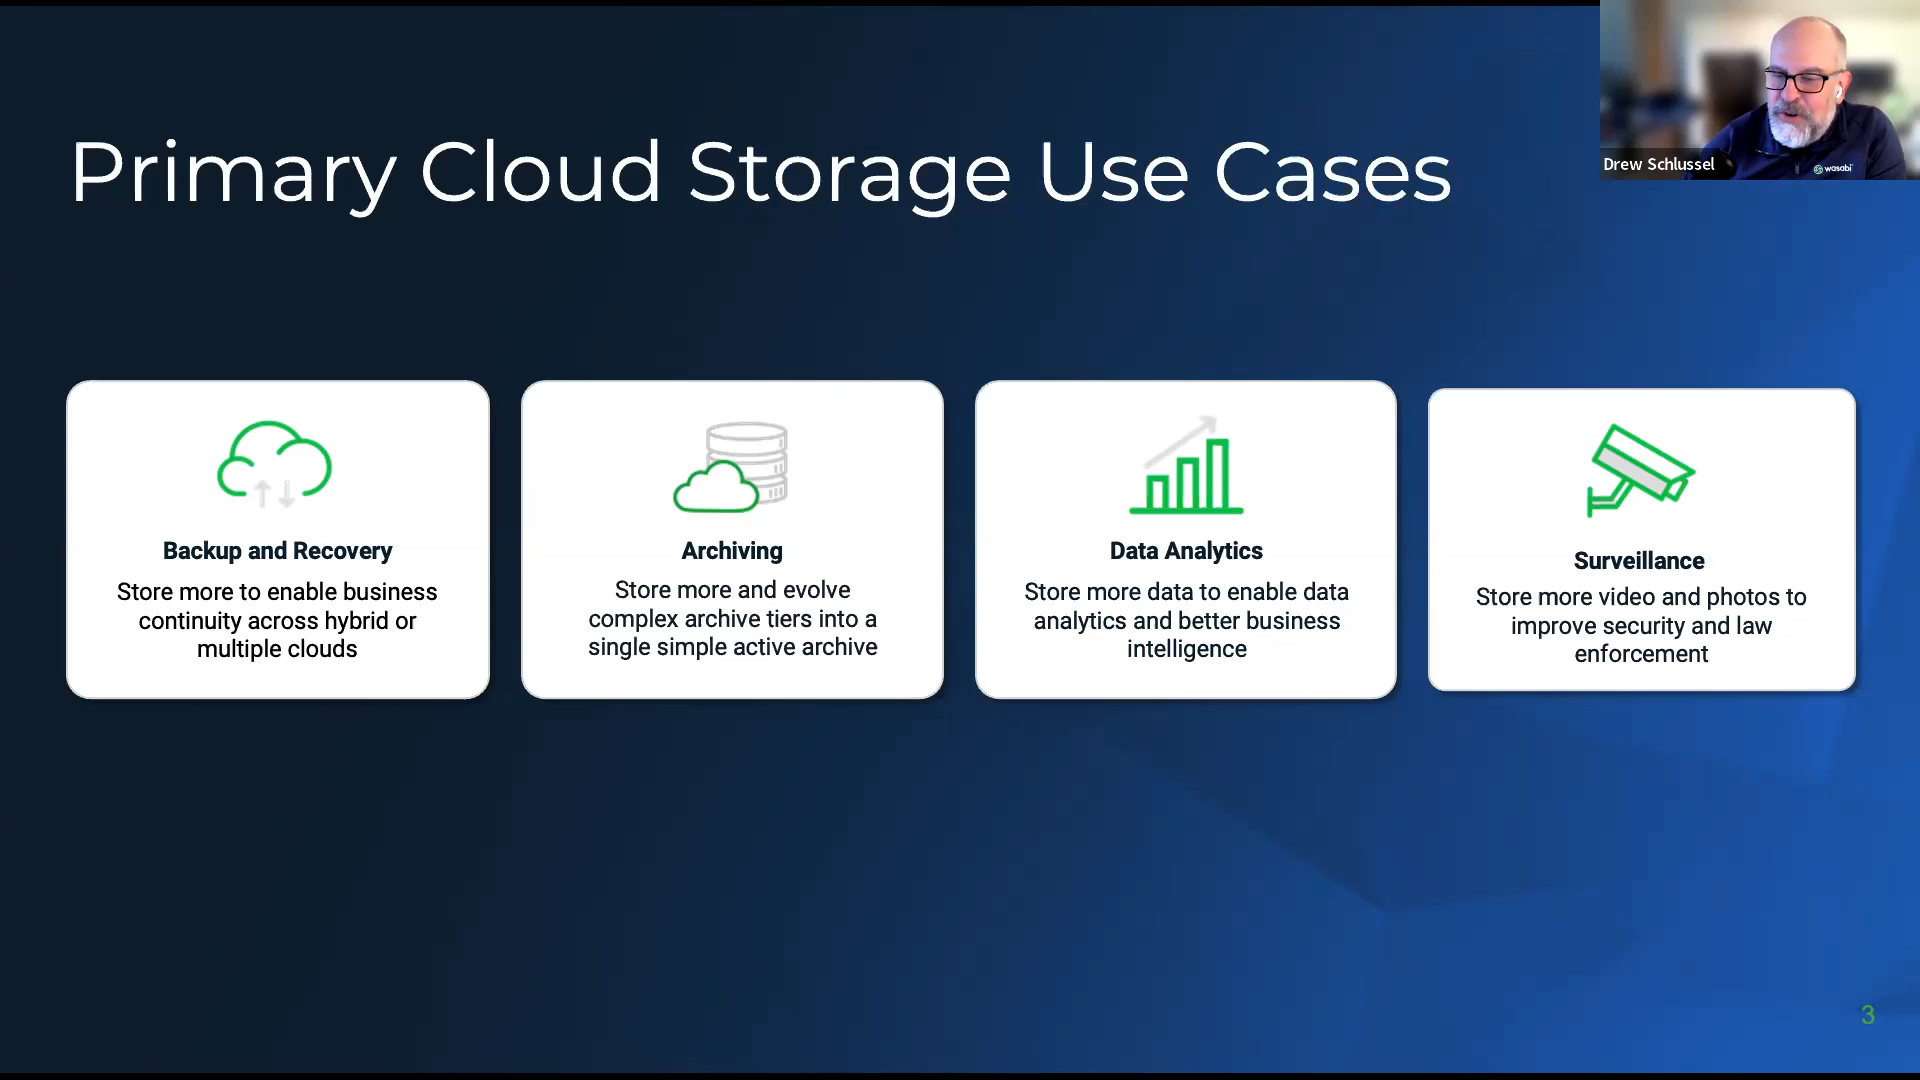 Primary Cloud Storage Use Cases
Drew Schlussel
wasabi
Backup and Recovery
Store more to enable business
continuity across hybrid or
multiple clouds
Archiving
Store more and evolve
complex archive tiers into a
single simple active archive
Data Analytics
Store more data to enable data
analytics and better business
intelligence
Surveillance
Store more video and photos to
improve security and law
enforcement
3